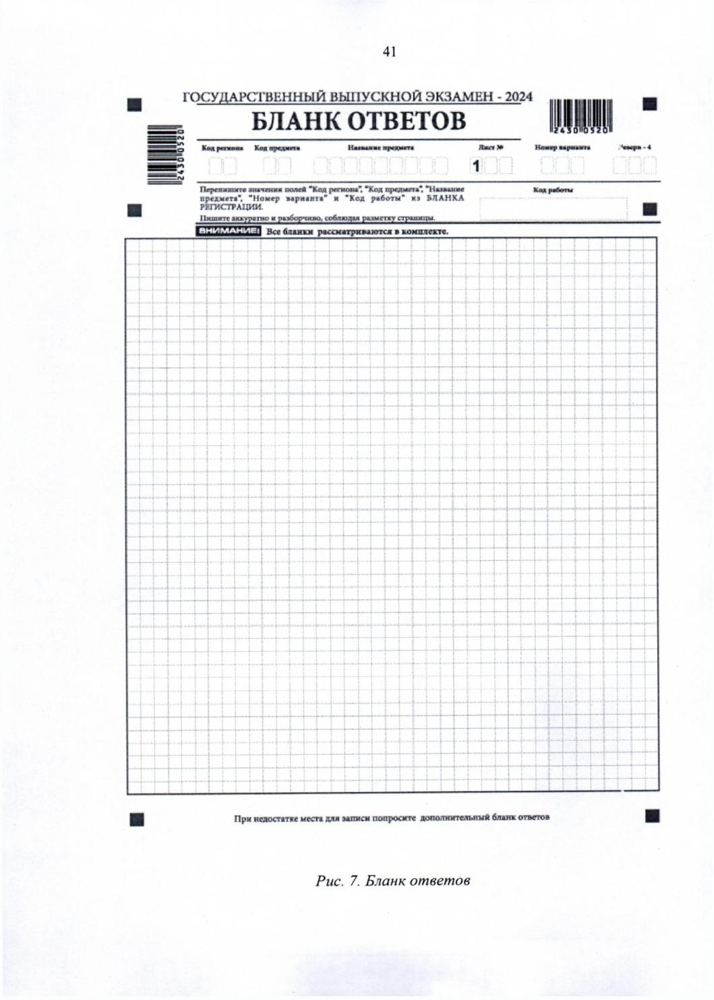 41
ГОСУДАРСТВЕННЫЙ ВЫПУСКНОЙ ЭКЗАМЕН - 2024
БЛАНК ОТВЕТОВ
2430 0520
2430 0520
Код региона Код предмета Название предмета Лист № Номер варианта - 4
1
Перепишите значения полей "Код региона", "Код предмета", "Название
предмета", "Номер варианта" и "Код работы" из БЛАНКА
РЕГИСТРАЦИИ.
Пишите аккуратно и разборчиво, соблюдая разметку страницы.
Код работы
ВНИМАНИЕ! Все бланки рассматриваются в комплекте.
При недостатке места для записи попросите дополнительный бланк ответов
Рис. 7. Бланк ответов